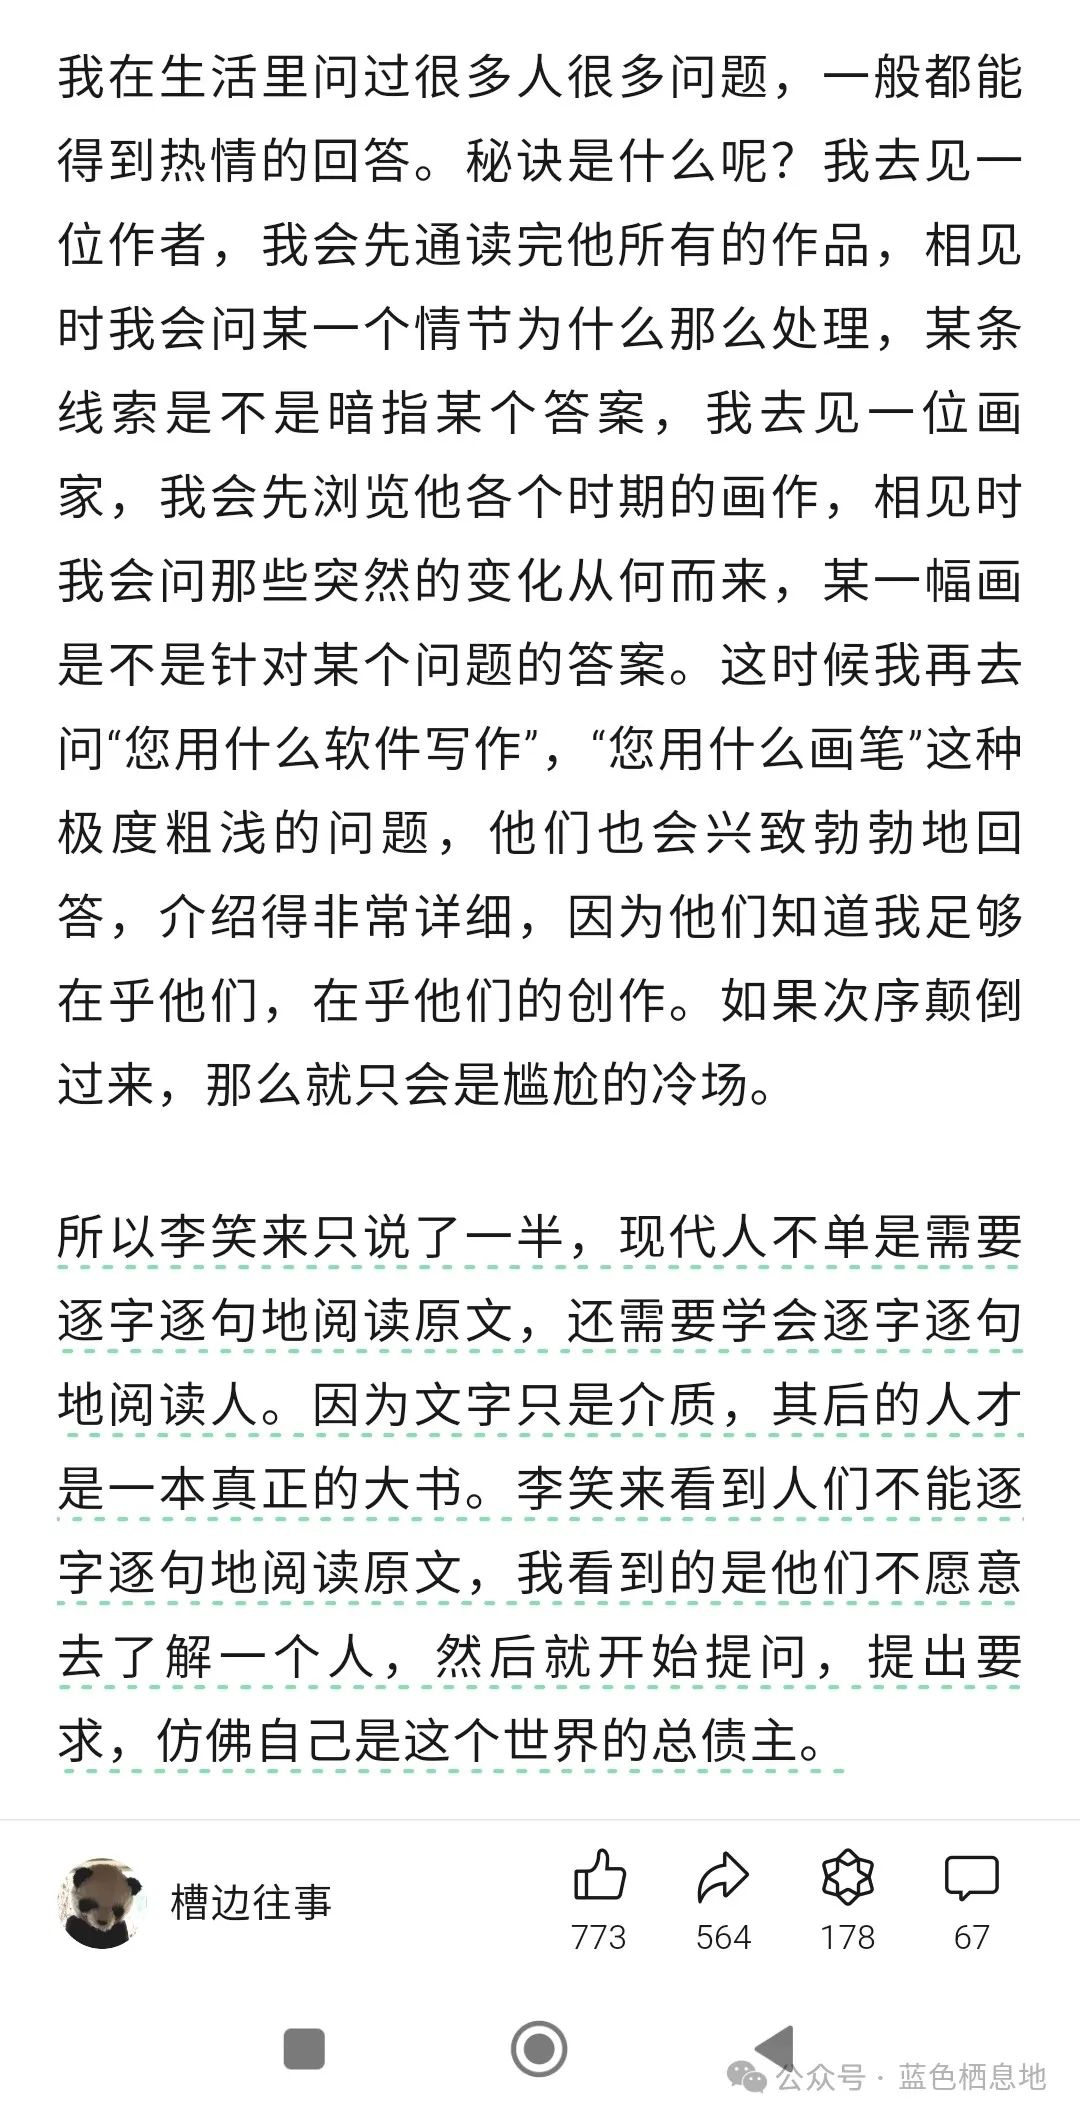 我在生活里问过很多人很多问题，一般都能
得到热情的回答。秘诀是什么呢？我去见一
位作者，我会先通读完他所有的作品，相见
时我会问某一个情节为什么那么处理，某条
线索是不是暗指某个答案，我去见一位画
家，我会先浏览他各个时期的画作，相见时
我会问那些突然的变化从何而来，某一幅画
是不是针对某个问题的答案。这时候我再去
问“您用什么软件写作”，“您用什么画笔”这种
极度粗浅的问题，他们也会兴致勃勃地回
答，介绍得非常详细，因为他们知道我足够
在乎他们，在乎他们的创作。如果次序颠倒
过来，那么就只会是尴尬的冷场。
所以李笑来只说了一半，现代人不单是需要
逐字逐句地阅读原文，还需要学会逐字逐句
地阅读人。因为文字只是介质，其后的人才
是一本真正的大书。李笑来看到人们不能逐
字逐句地阅读原文，我看到的是他们不愿意
去了解一个人，然后就开始提问，提出要
求，仿佛自己是这个世界的总债主。
槽边往事
773 564 178 67
公众号 · 蓝色栖息地